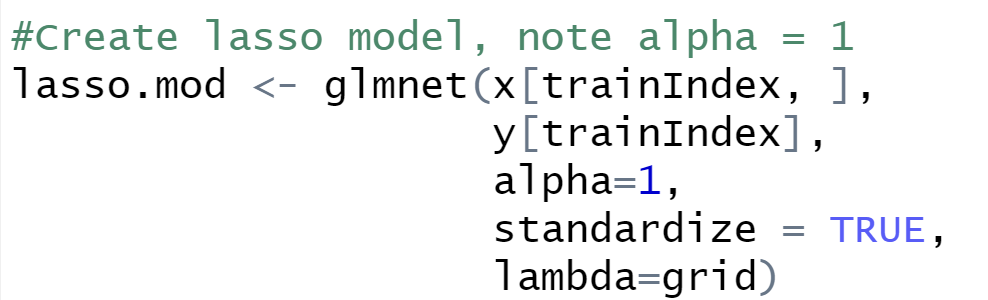 #Create lasso model, note alpha = 1
lasso.mod <- glmnet(x[trainIndex, ],
y[trainIndex],
alpha=1,
standardize = TRUE,
lambda=grid)